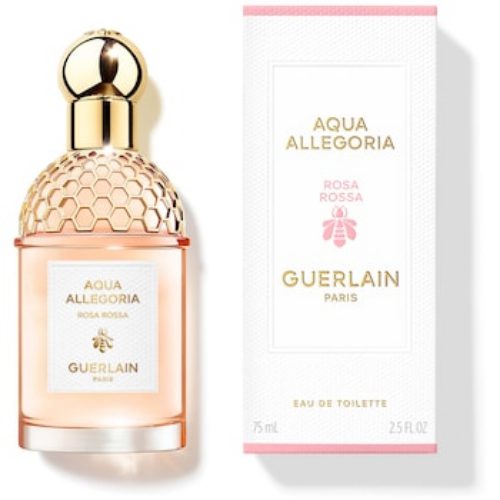 AQUA
ALLEGORIA
ROSA ROSSA
GUERLAIN
PARIS
AQUA
ALLEGORIA
ROSA
ROSSA
GUERLAIN
PARIS
EAU DE TOILETTE
75 mL 2.5 FL.OZ